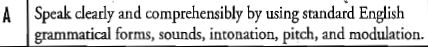 A Speak clearly and comprehensibly by using standard English
grammatical forms, sounds, intonation, pitch, and modulation.